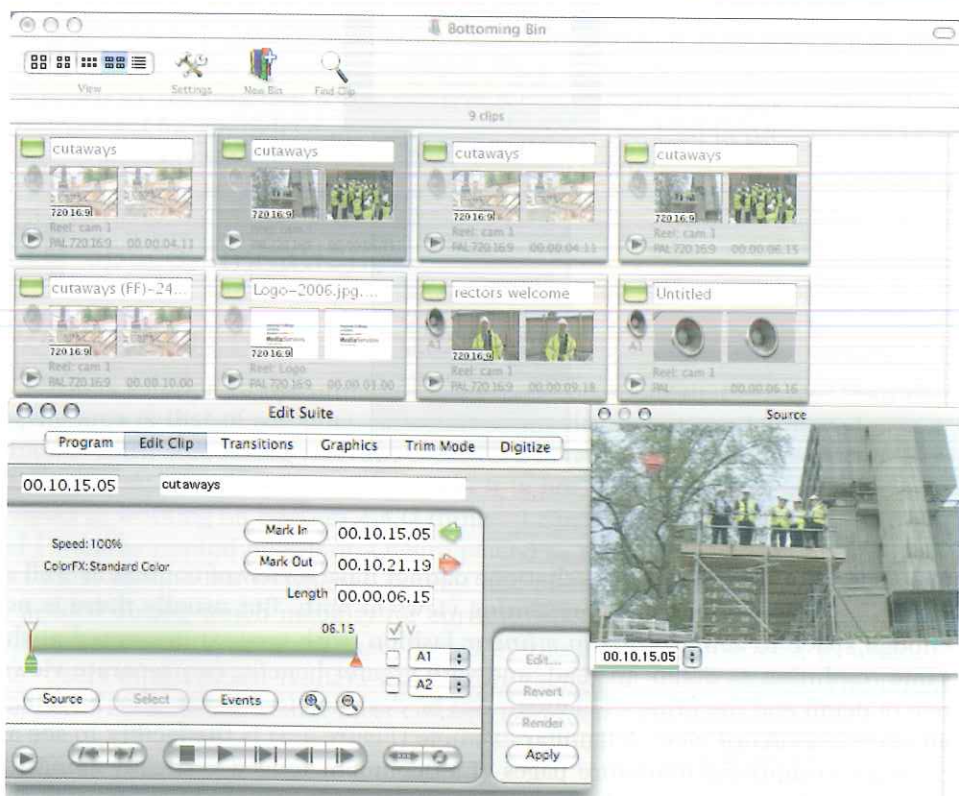 Bottoming Bin
View
Settings
New Bin
Find Clip
9 clips
cutaways
720 16:9
Reel: cam 1
PAL 720 16:9 00.00.04.11
cutaways
720 16:9
cutaways
720 16:9
Reel: cam 1
PAL 720 16:9 00.00.04.11
cutaways
720 16:9
Reel: cam 1
PAL 720 16:9 00.00.06.15
cutaways (FF)-24...
720 16:9
Reel: cam 1
PAL 720 16:9 00.00.10.00
Logo-2006.jpg....
MediaServices
720 16:9
Reel: Logo
PAL 720 16:9 00.00.01.00
rectors welcome
A1
720 16:9
Reel: cam 1
PAL 720 16:9 00.00.09.18
Untitled
A1
Reel: cam 1
PAL 00.00.06.16
Edit Suite
Program Edit Clip Transitions Graphics Trim Mode Digitize
00.10.15.05 cutaways
Speed: 100%
ColorFX: Standard Color
Mark In 00.10.15.05
Mark Out 00.10.21.19
Length 00.00.06.15
06.15
V
A1
A2
Source Select Events
Edit...
Revert
Render
Apply
Source
00.10.15.05